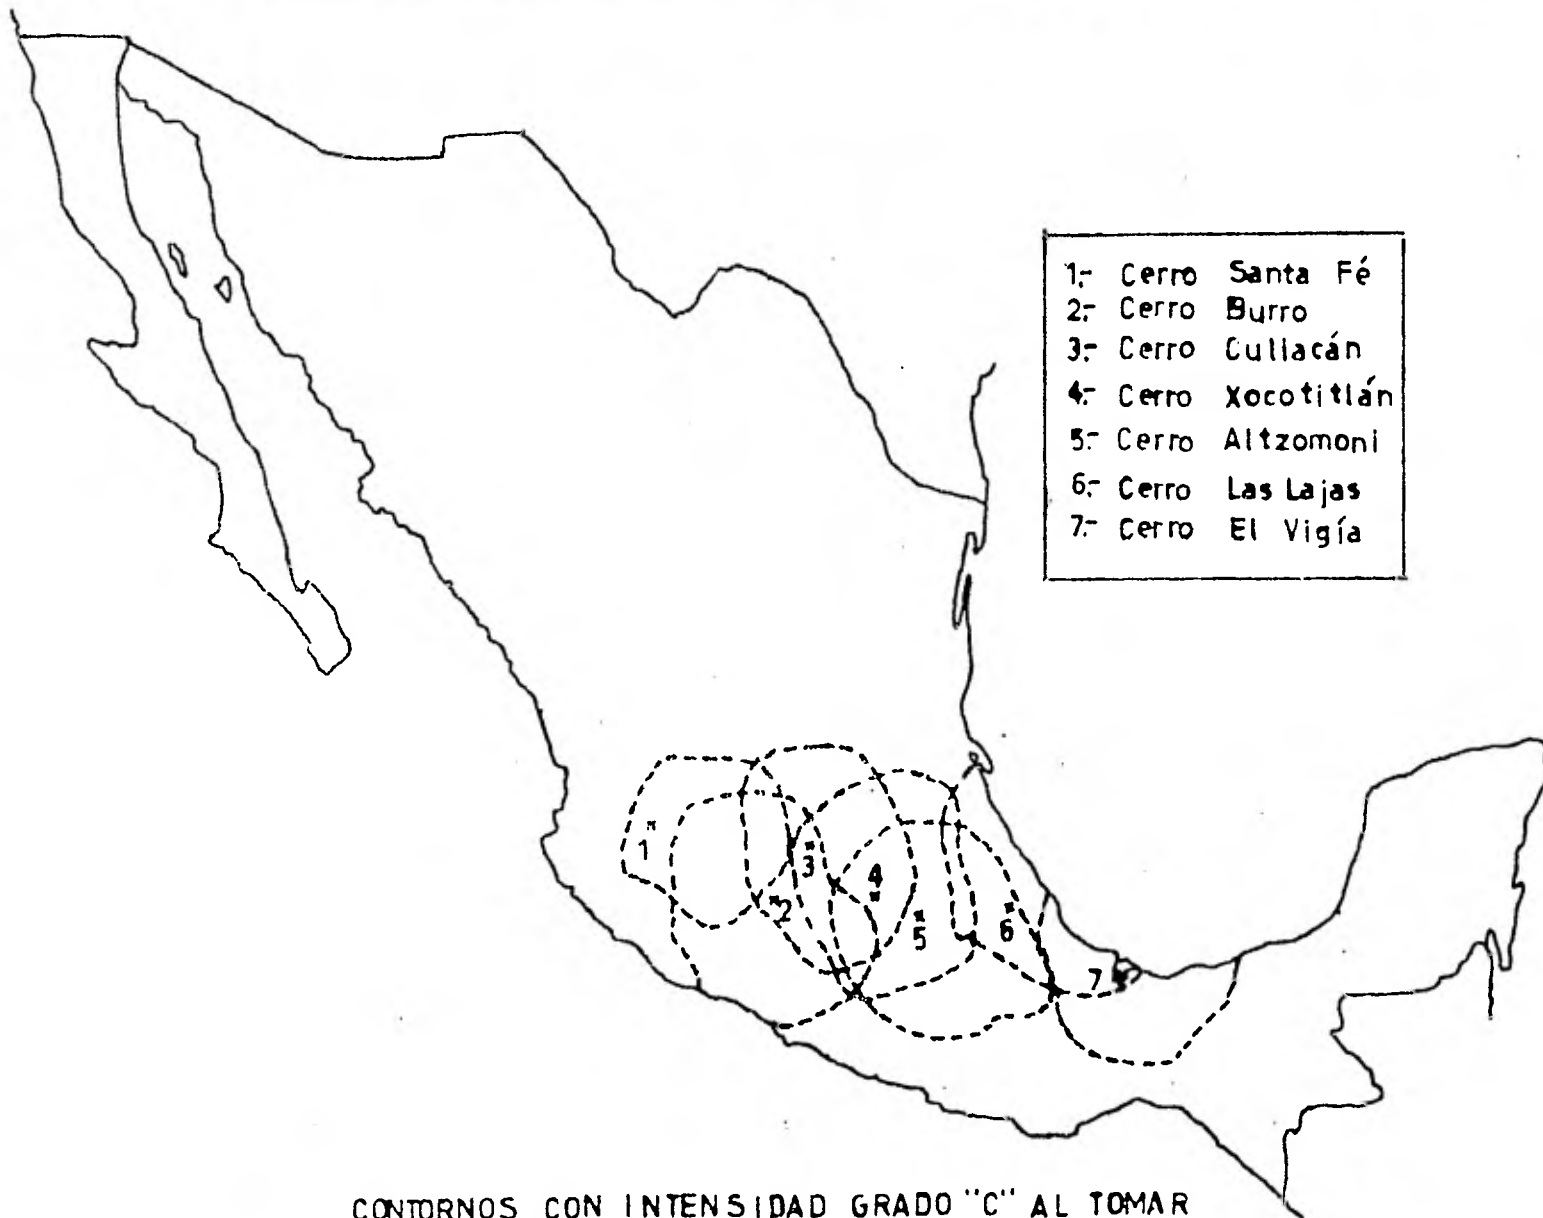 1.- Cerro Santa Fé
2.- Cerro Burro
3.- Cerro Culiacán
4.- Cerro Xocotitlán
5.- Cerro Altzomoni
6.- Cerro Las Lajas
7.- Cerro El Vigía
1
2
3
4
5
6
7
CONTORNOS CON INTENSIDAD GRADO "C" AL TOMAR